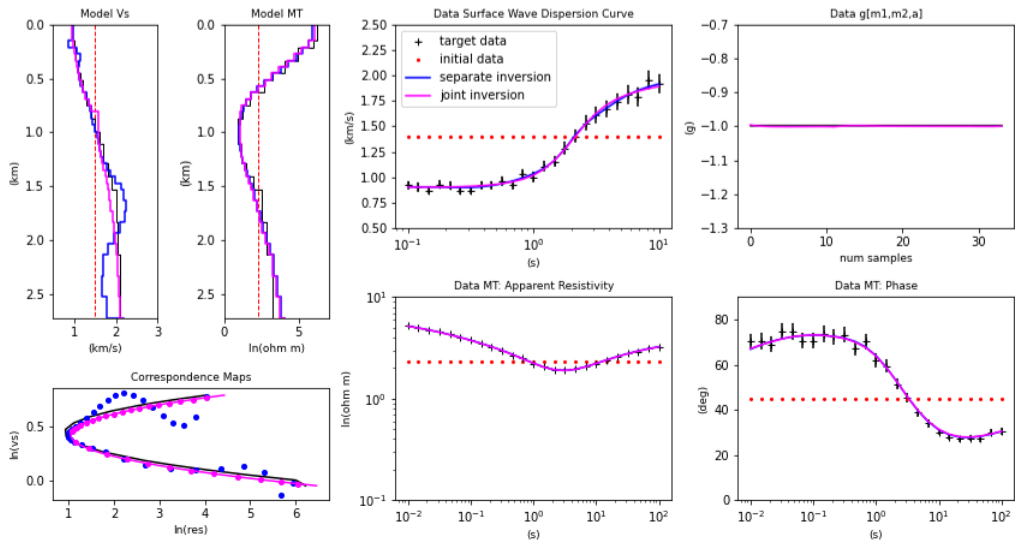 Model Vs
0.0
0.5
1.0
1.5
2.0
2.5
(km)
1
2
3
(km/s)
Model MT
0.0
0.5
1.0
1.5
2.0
2.5
(km)
0
5
ln(ohm m)
Data Surface Wave Dispersion Curve
2.50
2.25
2.00
1.75
1.50
1.25
1.00
0.75
0.50
(km/s)
target data
initial data
separate inversion
joint inversion
10⁻¹
10⁰
10¹
(s)
Data g[m1,m2,a]
−0.7
−0.8
−0.9
−1.0
−1.1
−1.2
−1.3
(g)
0
10
20
30
num samples
Correspondence Maps
0.5
0.0
ln(vs)
1
2
3
4
5
6
ln(res)
Data MT: Apparent Resistivity
10¹
10⁰
10⁻¹
ln(ohm m)
10⁻²
10⁻¹
10⁰
10¹
10²
(s)
Data MT: Phase
80
60
40
20
0
(deg)
10⁻²
10⁻¹
10⁰
10¹
10²
(s)